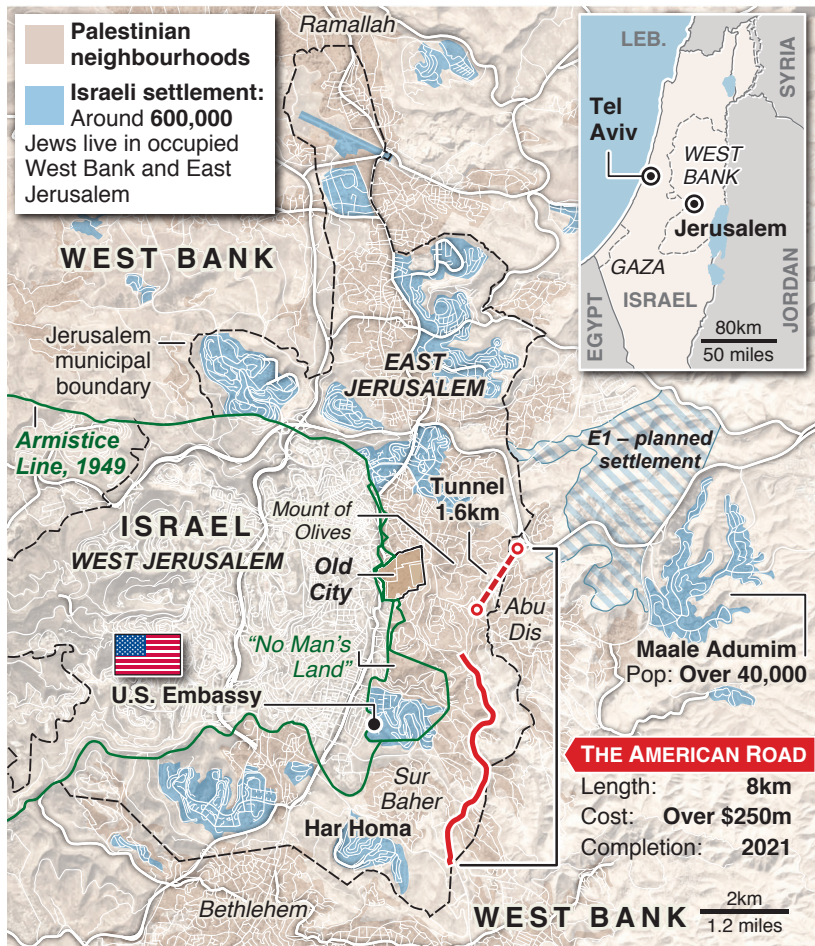 Palestinian
neighbourhoods
Israeli settlement:
Around 600,000
Jews live in occupied
West Bank and East
Jerusalem
Ramallah
LEB.
SYRIA
Tel
Aviv
WEST
BANK
Jerusalem
GAZA
ISRAEL
EGYPT
JORDAN
80km
50 miles
WEST BANK
Jerusalem
municipal
boundary
EAST
JERUSALEM
Armistice
Line, 1949
E1 – planned
settlement
Tunnel
1.6km
Mount of
Olives
ISRAEL
WEST JERUSALEM
Old
City
Abu
Dis
"No Man's
Land"
Maale Adumim
Pop: Over 40,000
U.S. Embassy
THE AMERICAN ROAD
Length: 8km
Cost: Over $250m
Completion: 2021
Sur
Baher
Har Homa
Bethlehem
WEST BANK
2km
1.2 miles